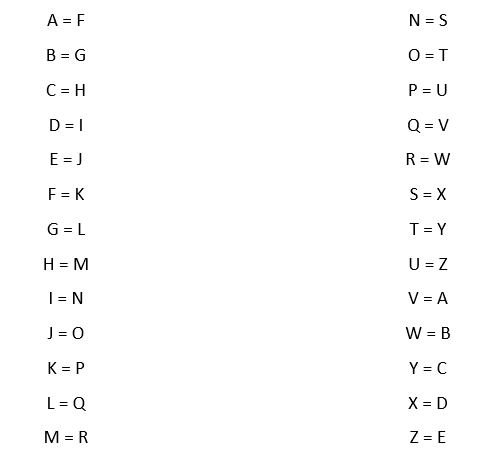 A = F
B = G
C = H
D = I
E = J
F = K
G = L
H = M
I = N
J = O
K = P
L = Q
M = R
N = S
O = T
P = U
Q = V
R = W
S = X
T = Y
U = Z
V = A
W = B
Y = C
X = D
Z = E